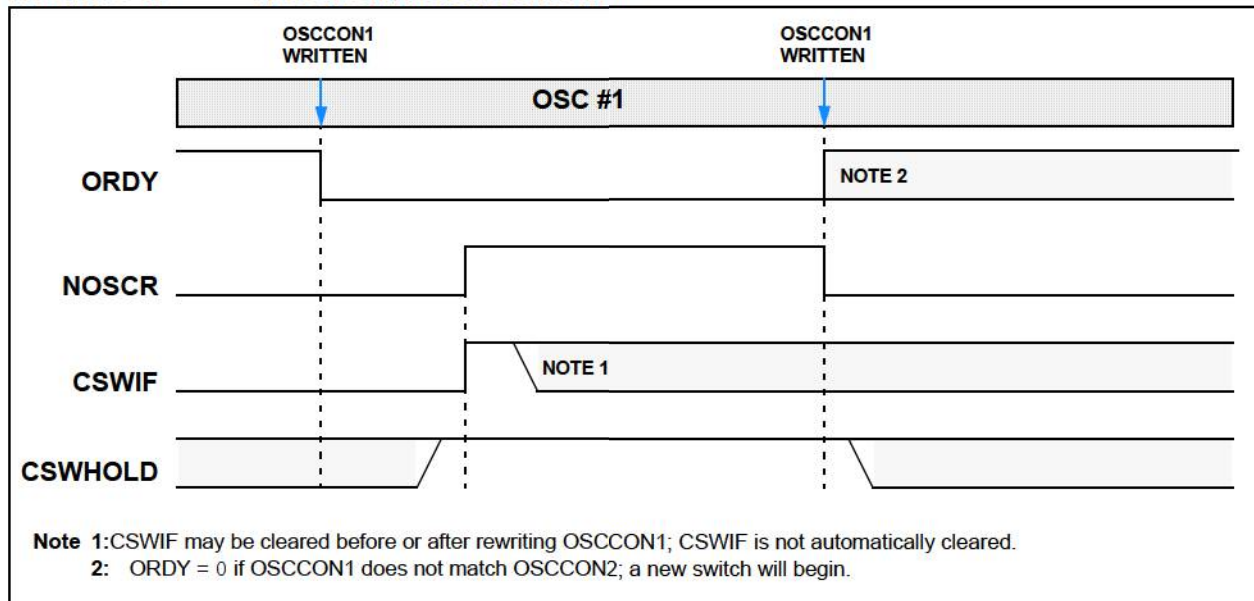 OSCCON1 OSCCON1
WRITTEN WRITTEN
OSC #1
ORDY NOTE 2
NOSCR
CSWIF NOTE 1
CSWHOLD
Note 1:CSWIF may be cleared before or after rewriting OSCCON1; CSWIF is not automatically cleared.
2: ORDY = 0 if OSCCON1 does not match OSCCON2; a new switch will begin.